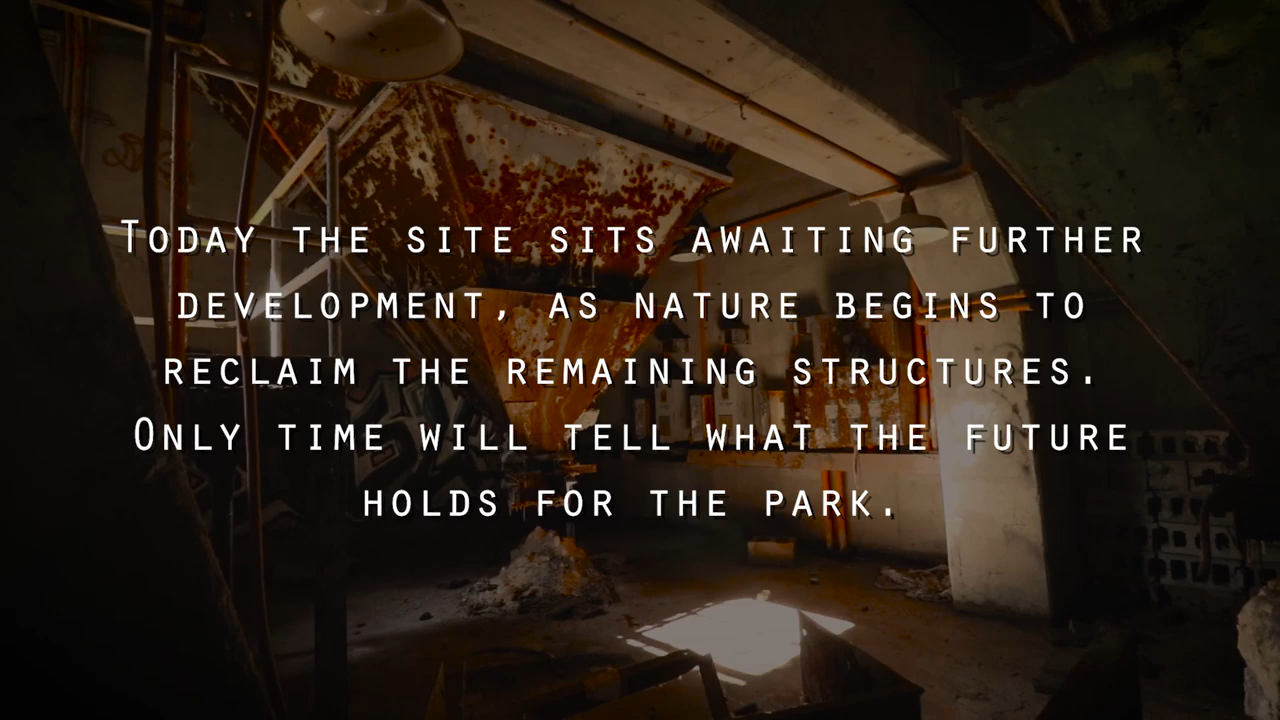 Today the site sits awaiting further
development, as nature begins to
reclaim the remaining structures.
Only time will tell what the future
holds for the park.